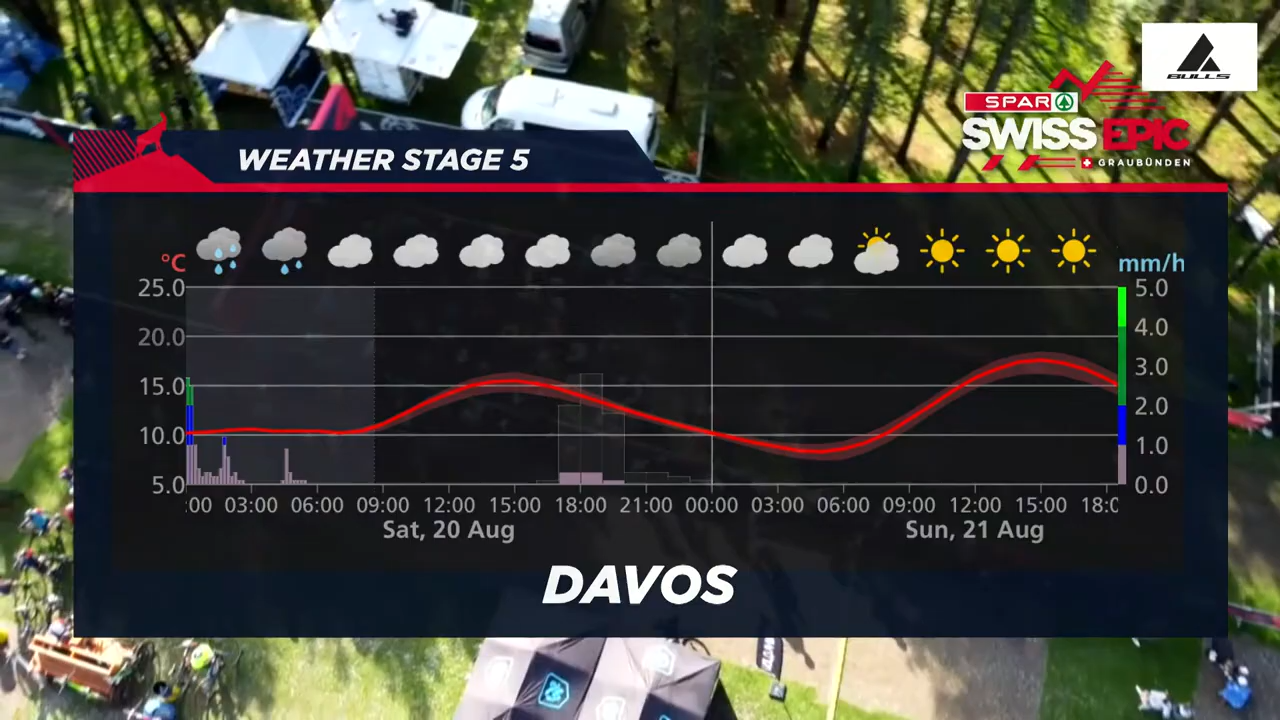 BULLS
SPAR
SWISS EPIC
GRAUBÜNDEN
WEATHER STAGE 5
°C
mm/h
25.0
20.0
15.0
10.0
5.0
5.0
4.0
3.0
2.0
1.0
0.0
:00 03:00 06:00 09:00 12:00 15:00 18:00 21:00 00:00 03:00 06:00 09:00 12:00 15:00 18:0
Sat, 20 Aug Sun, 21 Aug
DAVOS